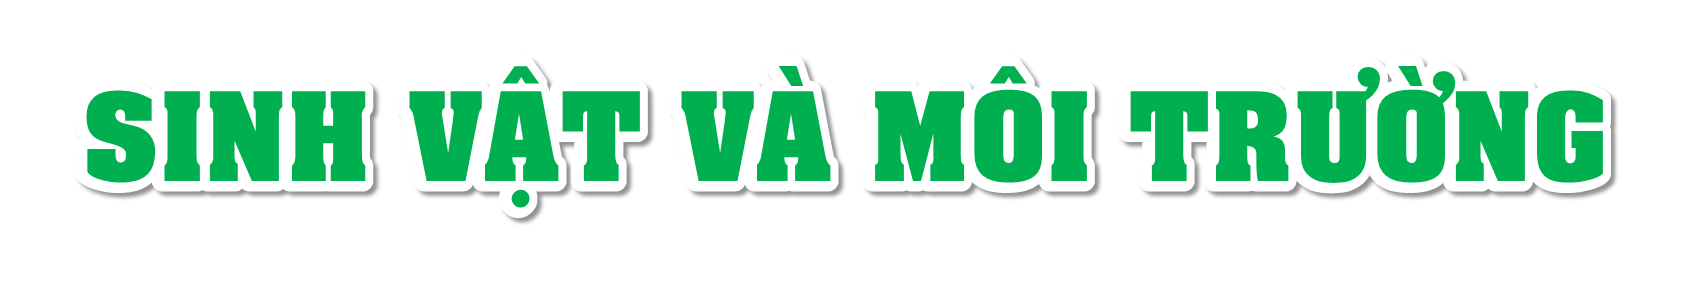 SINH VẬT VÀ MÔI TRƯỜNG